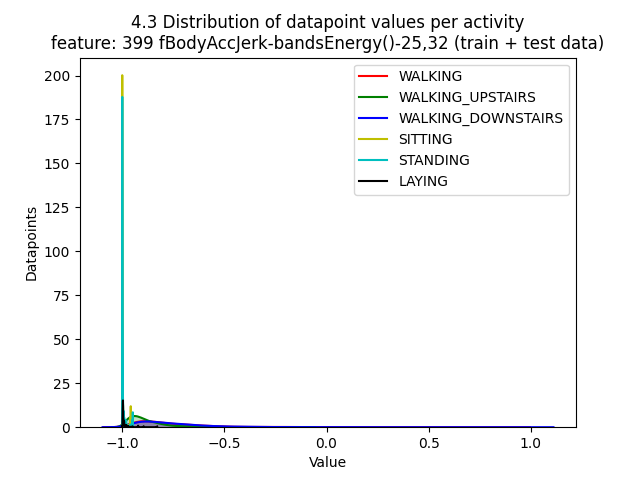 4.3 Distribution of datapoint values per activity
feature: 399 fBodyAccJerk-bandsEnergy()-25,32 (train + test data)
200
175
150
125
100
75
50
25
0
Datapoints
WALKING
WALKING_UPSTAIRS
WALKING_DOWNSTAIRS
SITTING
STANDING
LAYING
−1.0 −0.5 0.0 0.5 1.0
Value